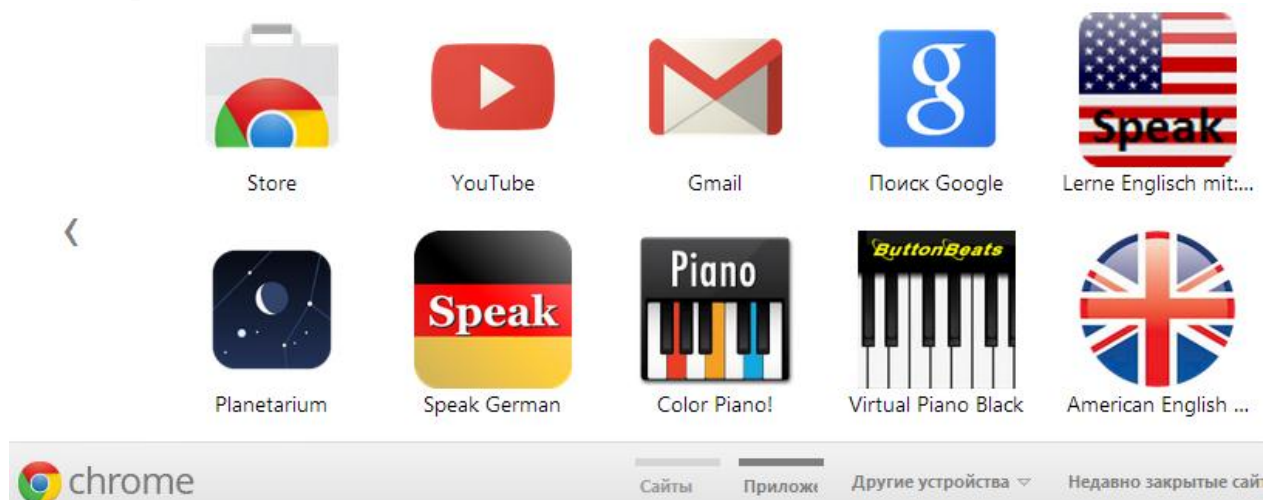 Speak
Store
YouTube
Gmail
Поиск Google
Lerne Englisch mit:...
Piano
ButtonBeats
Speak
Planetarium
Speak German
Color Piano!
Virtual Piano Black
American English ...
chrome
Сайты
Приложе
Другие устройства
Недавно закрытые сайт